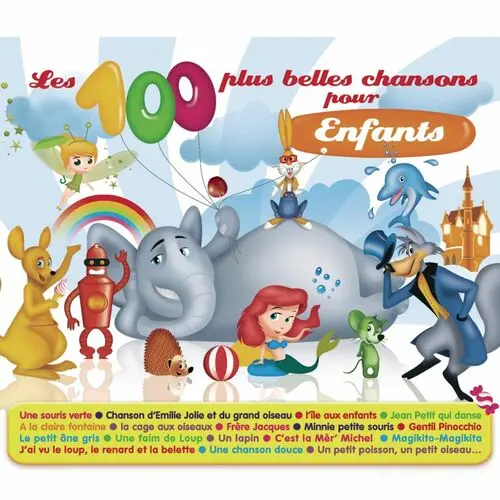 Les 100 plus belles chansons
pour
Enfants
Une souris verte • Chanson d'Emilie Jolie et du grand oiseau • l'île aux enfants • Jean Petit qui danse
A la claire fontaine • la cage aux oiseaux • Frère Jacques • Minnie petite souris • Gentil Pinocchio
Le petit âne gris • Une faim de Loup • Un lapin • C'est la Mèr' Michel • Magikito-Magikita
J'ai vu le loup, le renard et la belette • Une chanson douce • Un petit poisson, un petit oiseau...